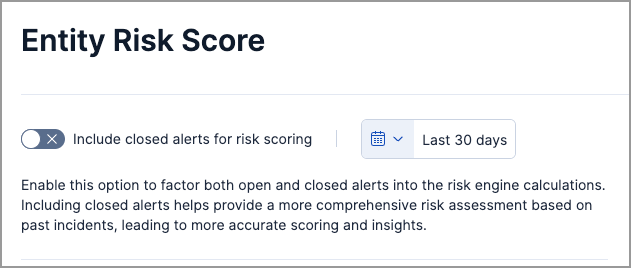 Entity Risk Score
Include closed alerts for risk scoring
Last 30 days
Enable this option to factor both open and closed alerts into the risk engine calculations.
Including closed alerts helps provide a more comprehensive risk assessment based on
past incidents, leading to more accurate scoring and insights.